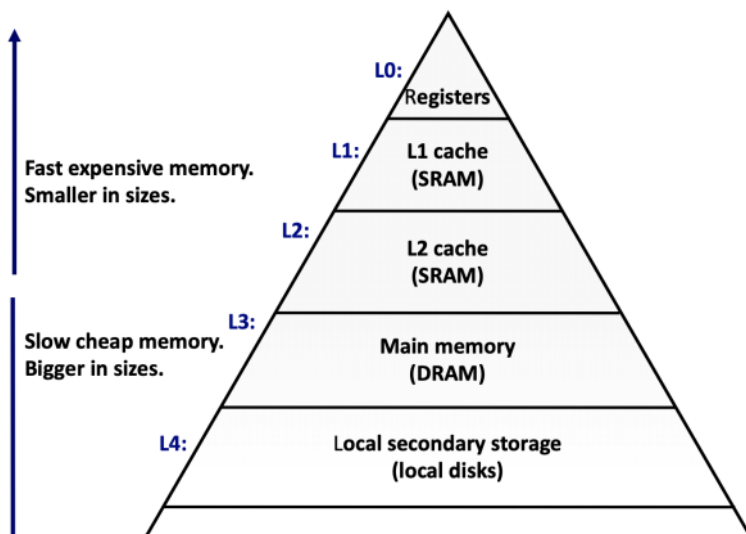 L0:
Registers
L1:
L1 cache
(SRAM)
Fast expensive memory.
Smaller in sizes.
L2:
L2 cache
(SRAM)
L3:
Slow cheap memory.
Bigger in sizes.
Main memory
(DRAM)
L4:
Local secondary storage
(local disks)